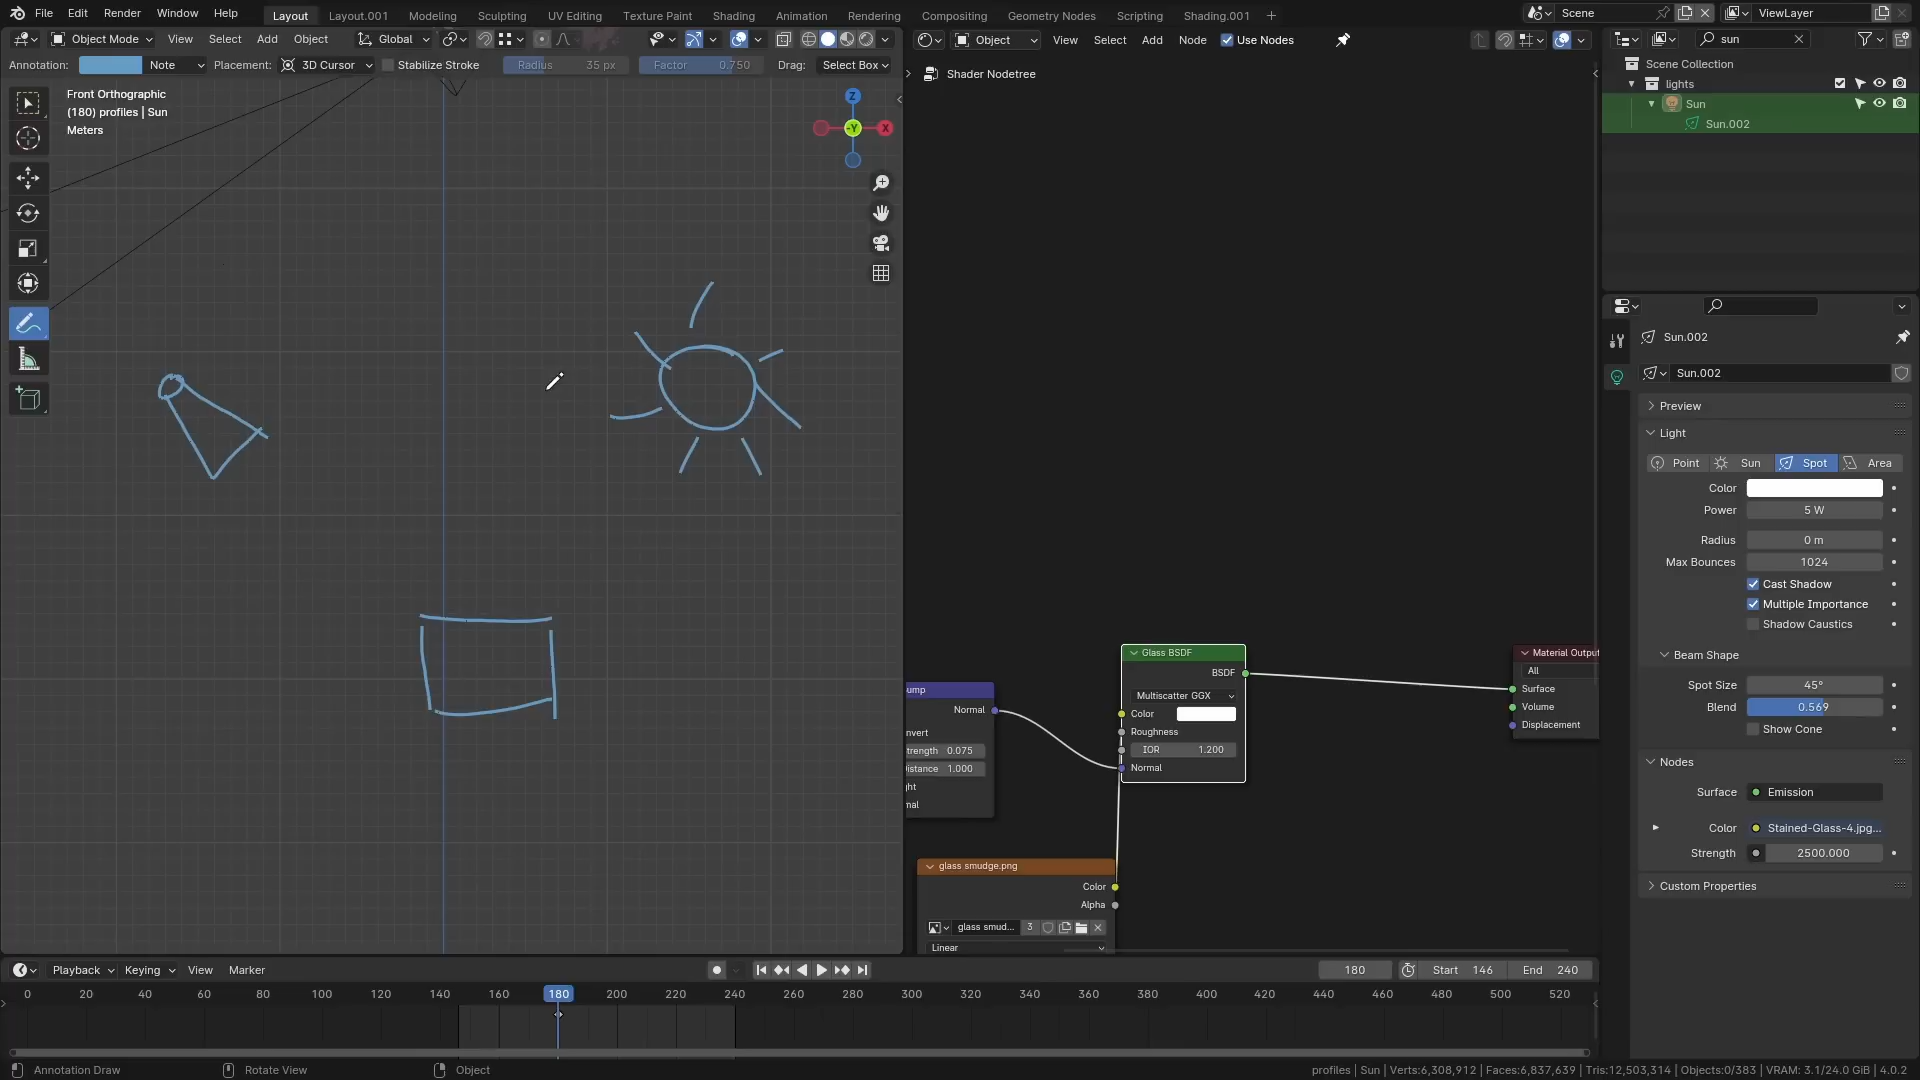 File Edit Render Window Help Layout Layout.001 Modeling Sculpting UV Editing Texture Paint Shading Animation Rendering Compositing Geometry Nodes Scripting Shading.001 + Scene ViewLayer
Object Mode View Select Add Object Global Object View Select Add Node Use Nodes sun
Annotation: Note Placement: 3D Cursor Stabilize Stroke Radius 35 px Factor 0.750 Drag: Select Box
Front Orthographic
(180) profiles | Sun
Meters
Z
-Y
X
Shader Nodetree
Scene Collection
lights
Sun
Sun.002
Sun.002
Sun.002
Preview
Light
Point Sun Spot Area
Color
Power 5 W
Radius 0 m
Max Bounces 1024
Cast Shadow
Multiple Importance
Shadow Caustics
Beam Shape
Spot Size 45°
Blend 0.569
Show Cone
Nodes
Surface Emission
Color Stained-Glass-4.jpg...
Strength 2500.000
Custom Properties
ump
Normal
nvert
trength 0.075
istance 1.000
ght
mal
Glass BSDF
BSDF
Multiscatter GGX
Color
Roughness
IOR 1.200
Normal
Material Output
All
Surface
Volume
Displacement
glass smudge.png
Color
Alpha
glass smud... 3
Linear
Playback Keying View Marker 180 Start 146 End 240
0 20 40 60 80 100 120 140 160 180 200 220 240 260 280 300 320 340 360 380 400 420 440 460 480 500 520
Annotation Draw Rotate View Object profiles | Sun | Verts:6,308,912 | Faces:6,837,639 | Tris:12,503,314 | Objects:0/383 | VRAM: 3.1/24.0 GiB | 4.0.2